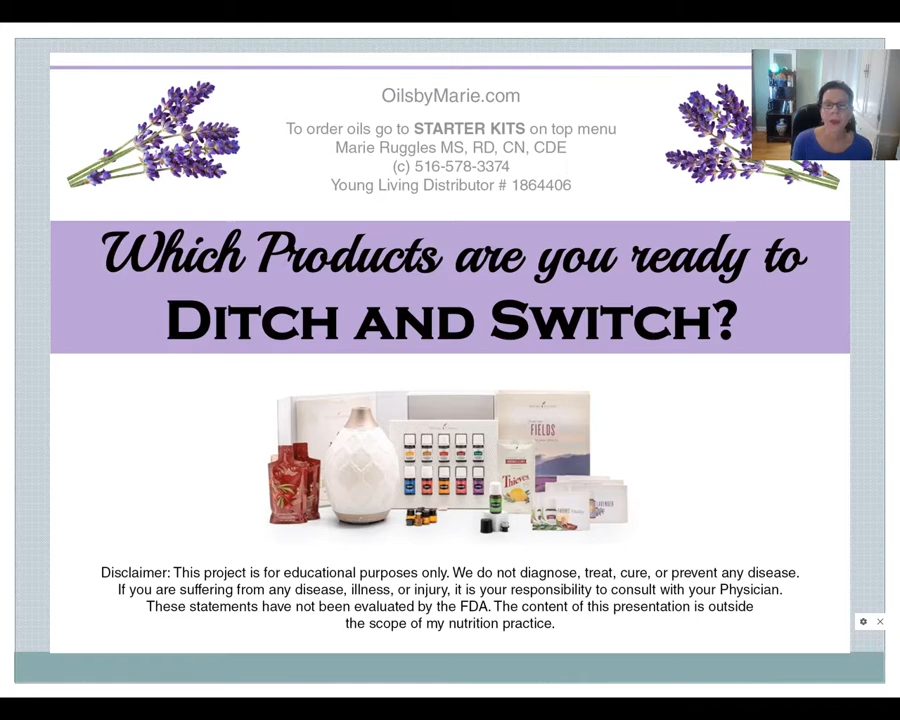 OilsbyMarie.com
To order oils go to STARTER KITS on top menu
Marie Ruggles MS, RD, CN, CDE
(c) 516-578-3374
Young Living Distributor # 1864406
Which Products are you ready to
DITCH AND SWITCH?
FIELDS
Thieves
LAVENDER
Disclaimer: This project is for educational purposes only. We do not diagnose, treat, cure, or prevent any disease.
If you are suffering from any disease, illness, or injury, it is your responsibility to consult with your Physician.
These statements have not been evaluated by the FDA. The content of this presentation is outside
the scope of my nutrition practice.